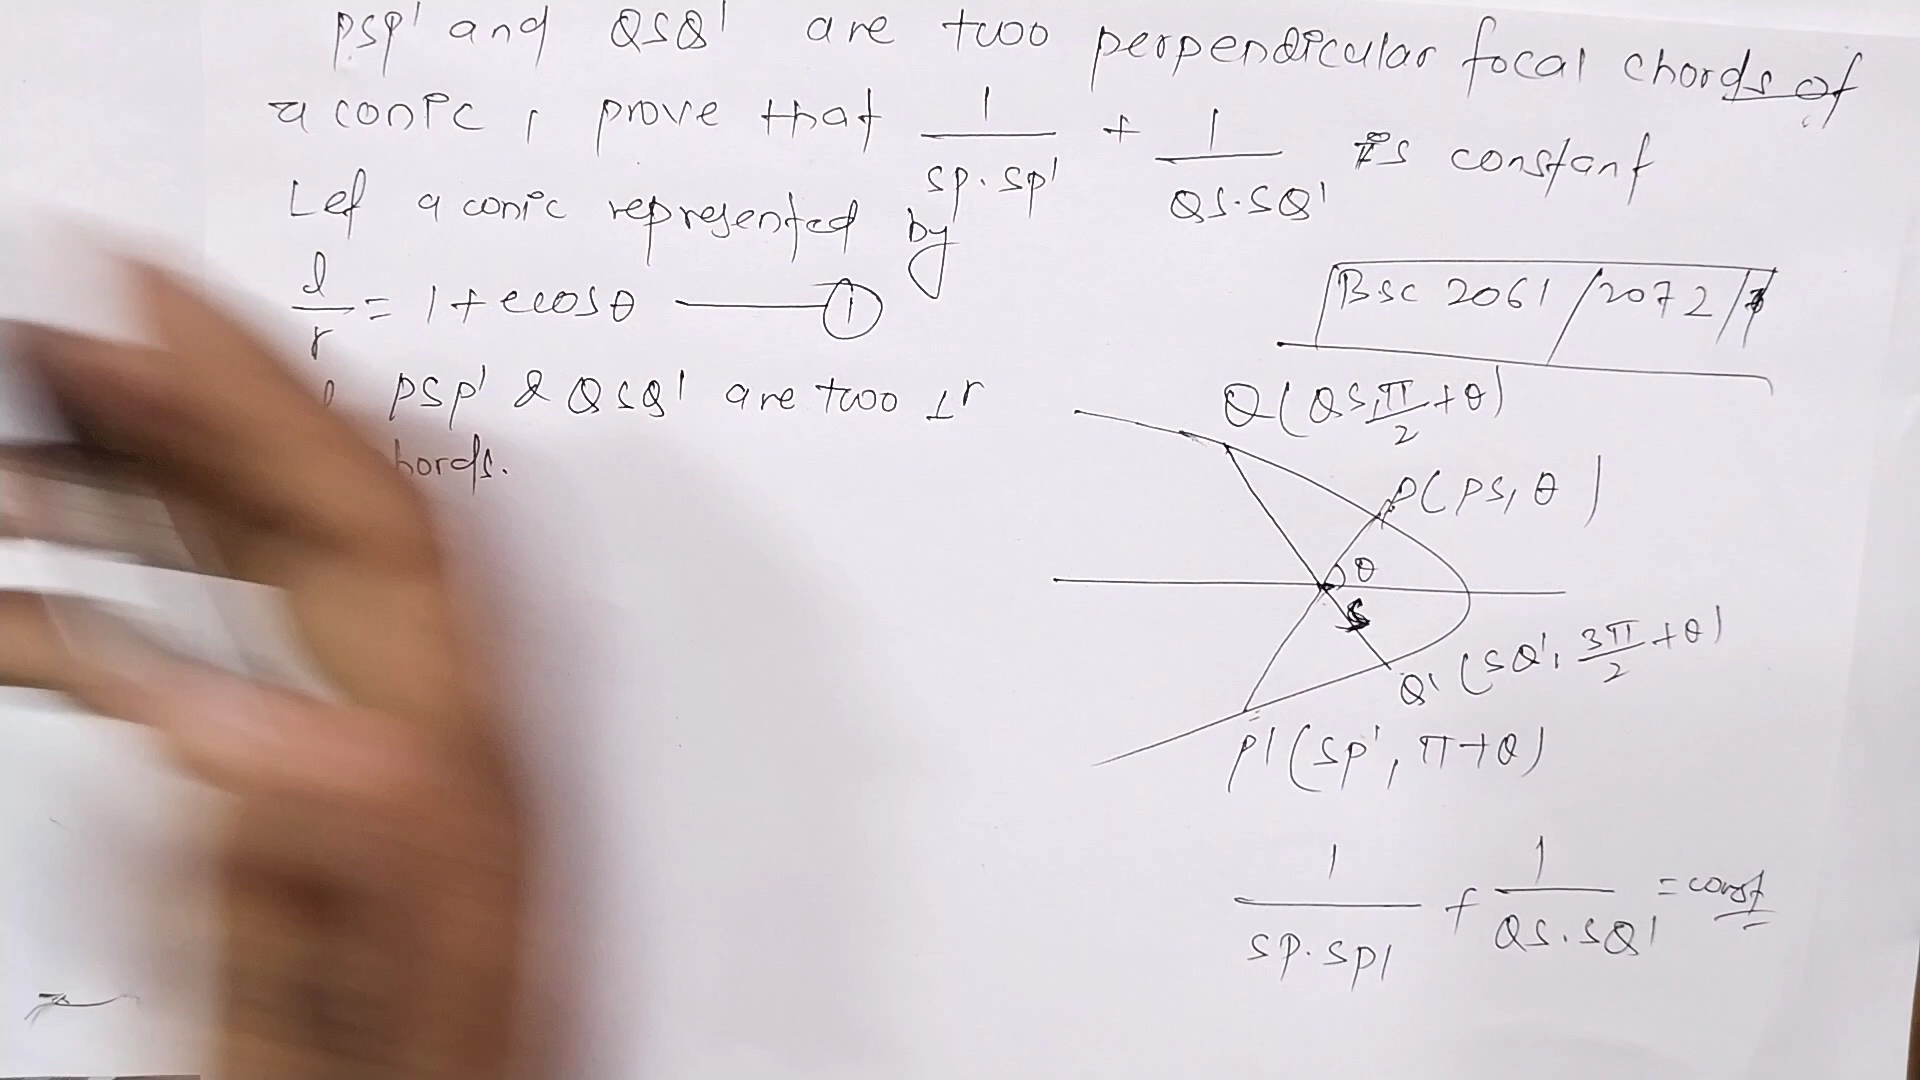 PSP' and QSQ' are two perpendicular focal chords of
a conic, prove that 1/SP.SP' + 1/QS.SQ' is constant
Let a conic represented by
l/r = 1 + ecosθ ——— ①
BSC 2061 / 2072 /
PSP' & QSQ' are two ⊥r
hords.
Q(QS, π/2 + θ)
P(PS, θ)
θ
S
Q' (SQ', 3π/2 + θ)
P'(SP', π+θ)
1/SP.SP' + 1/QS.SQ' = const